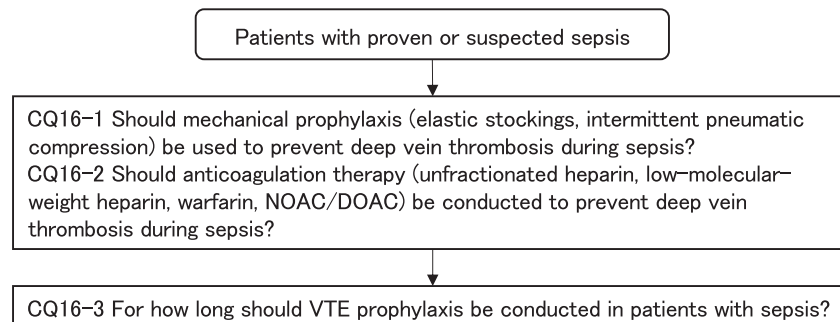 Patients with proven or suspected sepsis
CQ16-1 Should mechanical prophylaxis (elastic stockings, intermittent pneumatic
compression) be used to prevent deep vein thrombosis during sepsis?
CQ16-2 Should anticoagulation therapy (unfractionated heparin, low-molecular-
weight heparin, warfarin, NOAC/DOAC) be conducted to prevent deep vein
thrombosis during sepsis?
CQ16-3 For how long should VTE prophylaxis be conducted in patients with sepsis?